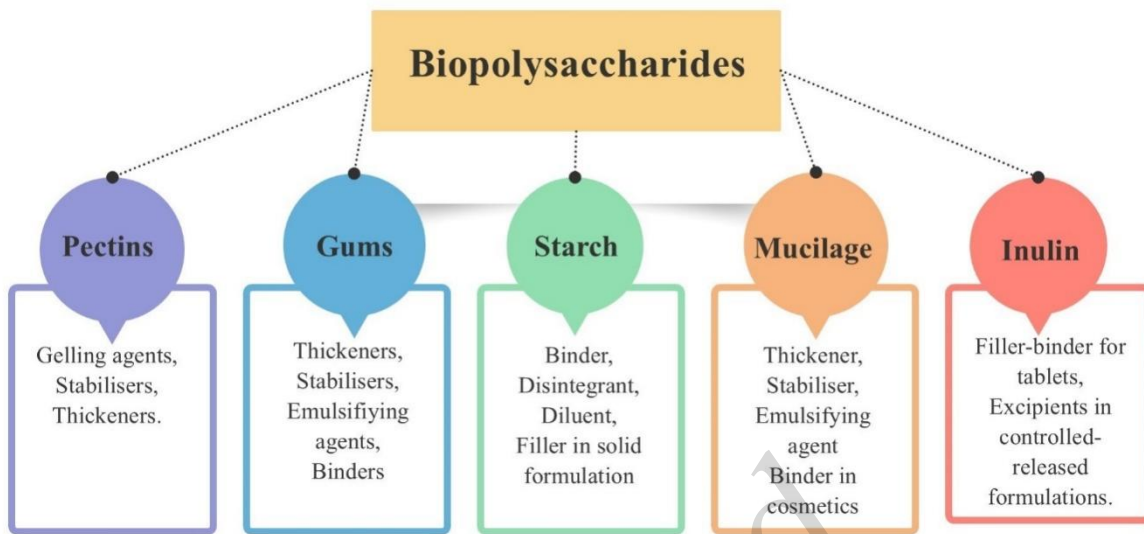 Biopolysaccharides
Pectins
Gelling agents,
Stabilisers,
Thickeners.
Gums
Thickeners,
Stabilisers,
Emulsifiying
agents,
Binders
Starch
Binder,
Disintegrant,
Diluent,
Filler in solid
formulation
Mucilage
Thickener,
Stabiliser,
Emulsifying
agent
Binder in
cosmetics
Inulin
Filler-binder for
tablets,
Excipients in
controlled-
released
formulations.